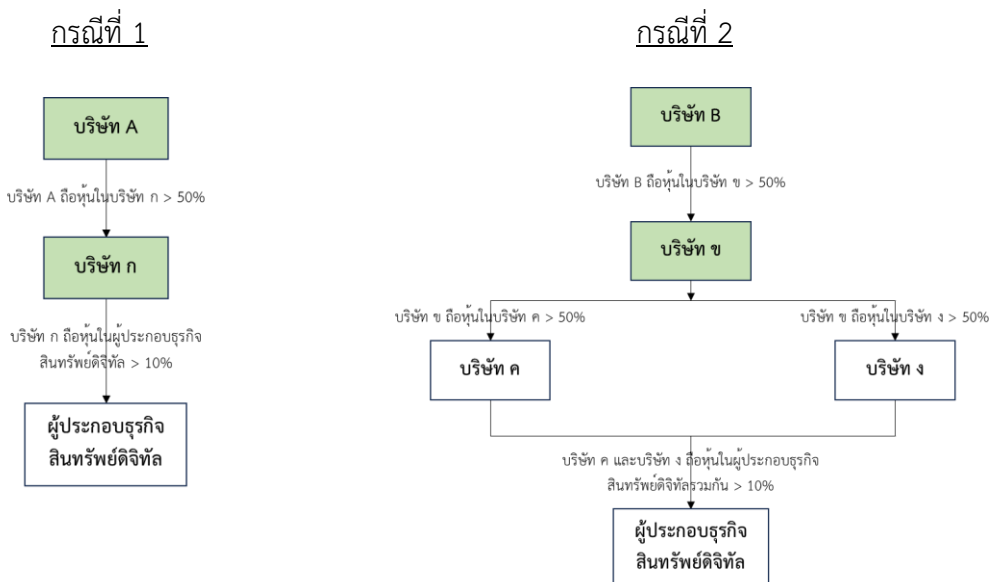 กรณีที่ 1
บริษัท A
บริษัท A ถือหุ้นในบริษัท ก > 50%
บริษัท ก
บริษัท ก ถือหุ้นในผู้ประกอบธุรกิจ
สินทรัพย์ดิจิทัล > 10%
ผู้ประกอบธุรกิจ
สินทรัพย์ดิจิทัล
กรณีที่ 2
บริษัท B
บริษัท B ถือหุ้นในบริษัท ข > 50%
บริษัท ข
บริษัท ข ถือหุ้นในบริษัท ค > 50%
บริษัท ข ถือหุ้นในบริษัท ง > 50%
บริษัท ค
บริษัท ง
บริษัท ค และบริษัท ง ถือหุ้นในผู้ประกอบธุรกิจ
สินทรัพย์ดิจิทัลรวมกัน > 10%
ผู้ประกอบธุรกิจ
สินทรัพย์ดิจิทัล